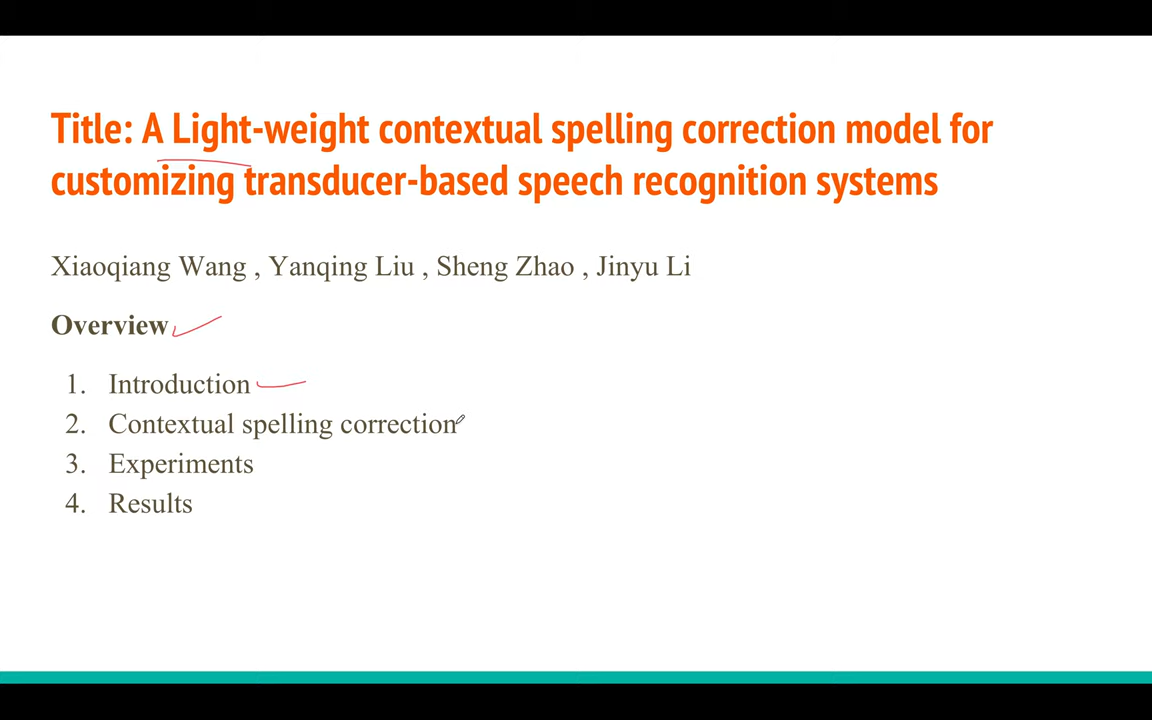 Title: A Light-weight contextual spelling correction model for
customizing transducer-based speech recognition systems
Xiaoqiang Wang , Yanqing Liu , Sheng Zhao , Jinyu Li
Overview
1. Introduction
2. Contextual spelling correction
3. Experiments
4. Results